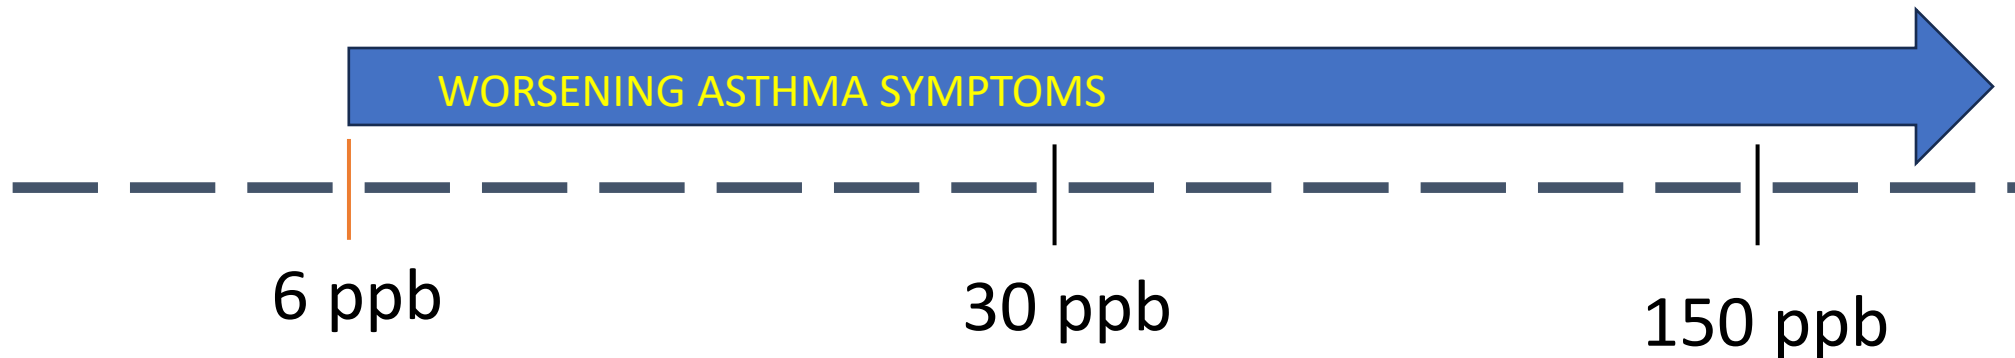 WORSENING ASTHMA SYMPTOMS
6 ppb
30 ppb
150 ppb